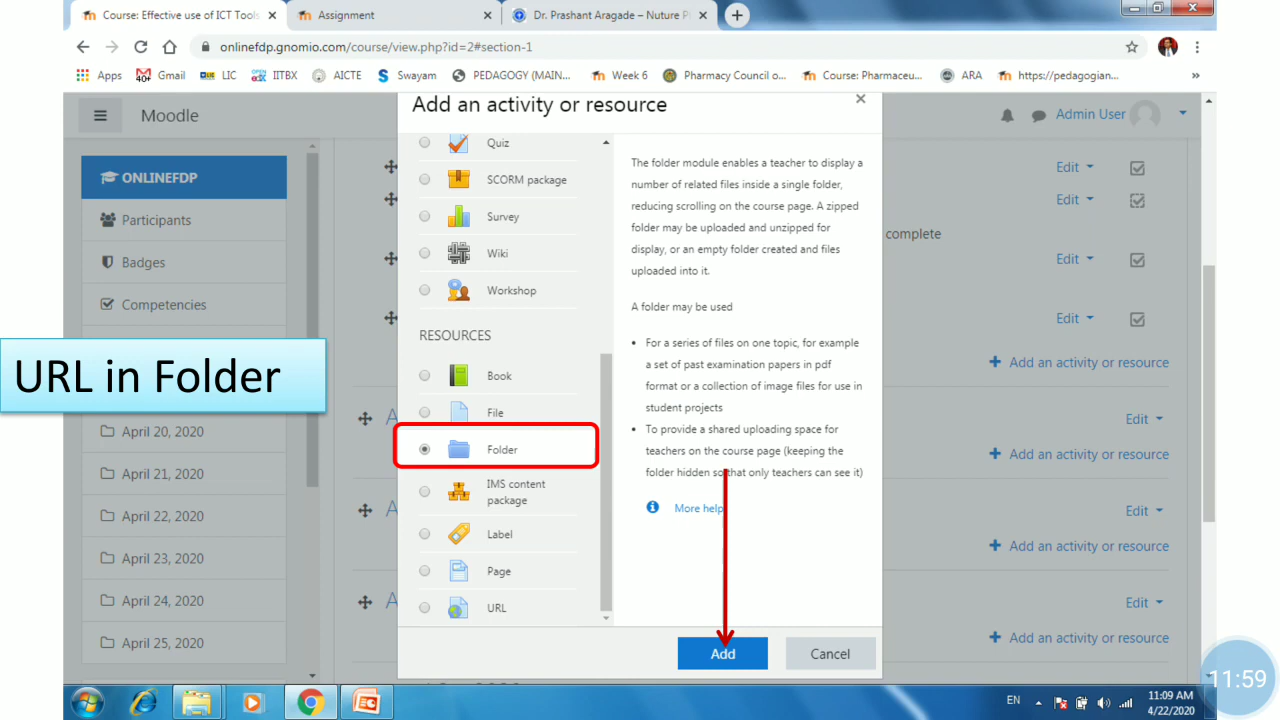 Course: Effective use of ICT Tools
Assignment
Dr. Prashant Aragade – Nuture P
onlinefdp.gnomio.com/course/view.php?id=2#section-1
Apps
Gmail
LIC
IITBX
AICTE
Swayam
PEDAGOGY (MAIN...
Week 6
Pharmacy Council o...
Course: Pharmaceu...
ARA
https://pedagogian...
»
Moodle
Admin User
ONLINEFDP
Participants
Badges
Competencies
April 20, 2020
April 21, 2020
April 22, 2020
April 23, 2020
April 24, 2020
April 25, 2020
URL in Folder
Add an activity or resource
Quiz
SCORM package
Survey
Wiki
Workshop
RESOURCES
Book
File
Folder
IMS content
package
Label
Page
URL
The folder module enables a teacher to display a
number of related files inside a single folder,
reducing scrolling on the course page. A zipped
folder may be uploaded and unzipped for
display, or an empty folder created and files
uploaded into it.
A folder may be used
• For a series of files on one topic, for example
a set of past examination papers in pdf
format or a collection of image files for use in
student projects
• To provide a shared uploading space for
teachers on the course page (keeping the
folder hidden so that only teachers can see it)
More help
Add
Cancel
Edit
Edit
complete
Edit
Edit
+ Add an activity or resource
A
Edit
+ Add an activity or resource
A
Edit
+ Add an activity or resource
A
Edit
+ Add an activity or resource
EN
11:09 AM
4/22/2020
11:59